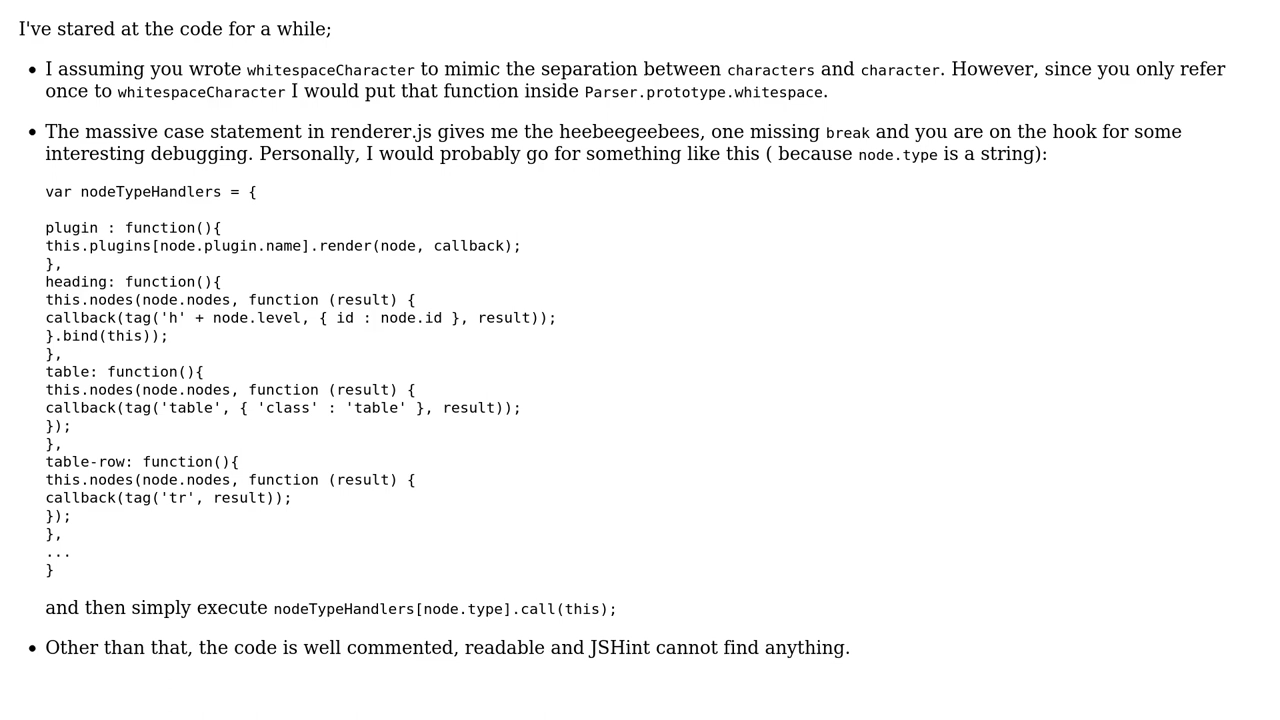 I've stared at the code for a while;
• I assuming you wrote whitespaceCharacter to mimic the separation between characters and character. However, since you only refer
once to whitespaceCharacter I would put that function inside Parser.prototype.whitespace.
• The massive case statement in renderer.js gives me the heebeegeebees, one missing break and you are on the hook for some
interesting debugging. Personally, I would probably go for something like this ( because node.type is a string):
var nodeTypeHandlers = {
plugin : function(){
this.plugins[node.plugin.name].render(node, callback);
},
heading: function(){
this.nodes(node.nodes, function (result) {
callback(tag('h' + node.level, { id : node.id }, result));
}.bind(this));
},
table: function(){
this.nodes(node.nodes, function (result) {
callback(tag('table', { 'class' : 'table' }, result));
});
},
table-row: function(){
this.nodes(node.nodes, function (result) {
callback(tag('tr', result));
});
},
...
}
and then simply execute nodeTypeHandlers[node.type].call(this);
• Other than that, the code is well commented, readable and JSHint cannot find anything.